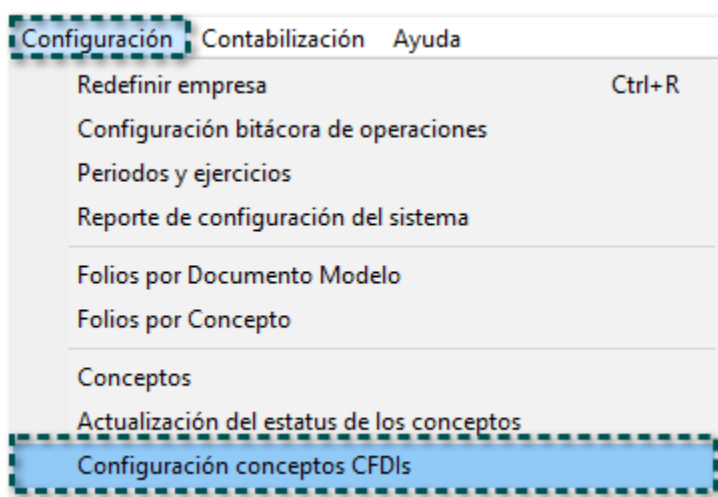 Configuración Contabilización Ayuda
Redefinir empresa Ctrl+R
Configuración bitácora de operaciones
Periodos y ejercicios
Reporte de configuración del sistema
Folios por Documento Modelo
Folios por Concepto
Conceptos
Actualización del estatus de los conceptos
Configuración conceptos CFDIs